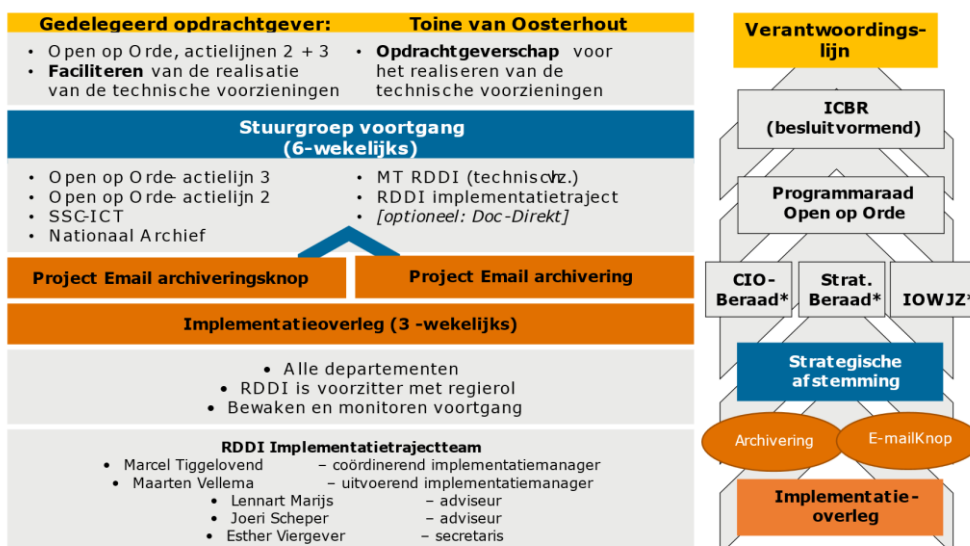 Gedelegeerd opdrachtgever:
Toine van Oosterhout
• Open op Orde, actielijnen 2 + 3
• Faciliteren van de realisatie
van de technische voorzieningen
• Opdrachtgeverschap voor
het realiseren van de
technische voorzieningen
Stuurgroep voortgang
(6-wekelijks)
• Open op Orde- actielijn 3
• Open op Orde- actielijn 2
• SSC-ICT
• Nationaal Archief
• MT RDDI (technisch vz.)
• RDDI implementatietraject
• [optioneel: Doc-Direkt]
Project Email archiveringsknop
Project Email archivering
Implementatieoverleg (3 -wekelijks)
• Alle departementen
• RDDI is voorzitter met regierol
• Bewaken en monitoren voortgang
RDDI Implementatietrajectteam
• Marcel Tiggelovend – coördinerend implementatiemanager
• Maarten Vellema – uitvoerend implementatiemanager
• Lennart Marijs – adviseur
• Joeri Scheper – adviseur
• Esther Viergever – secretaris
Verantwoordings-
lijn
ICBR
(besluitvormend)
Programmaraad
Open op Orde
CIO-
Beraad*
Strat.
Beraad*
IOWJZ*
Strategische
afstemming
Archivering
E-mailKnop
Implementatie-
overleg